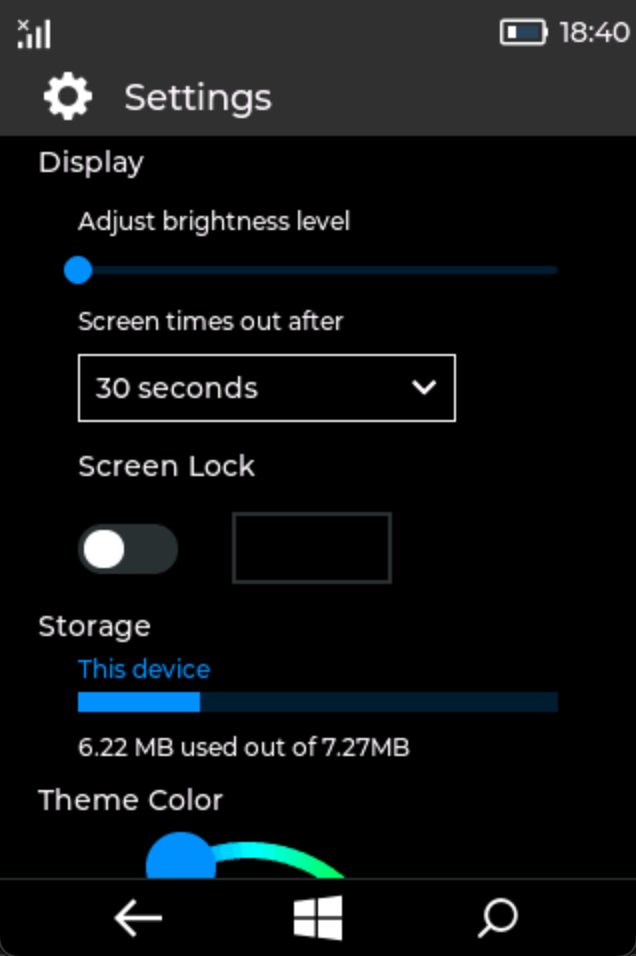 18:40
Settings
Display
Adjust brightness level
Screen times out after
30 seconds
Screen Lock
Storage
This device
6.22 MB used out of 7.27MB
Theme Color